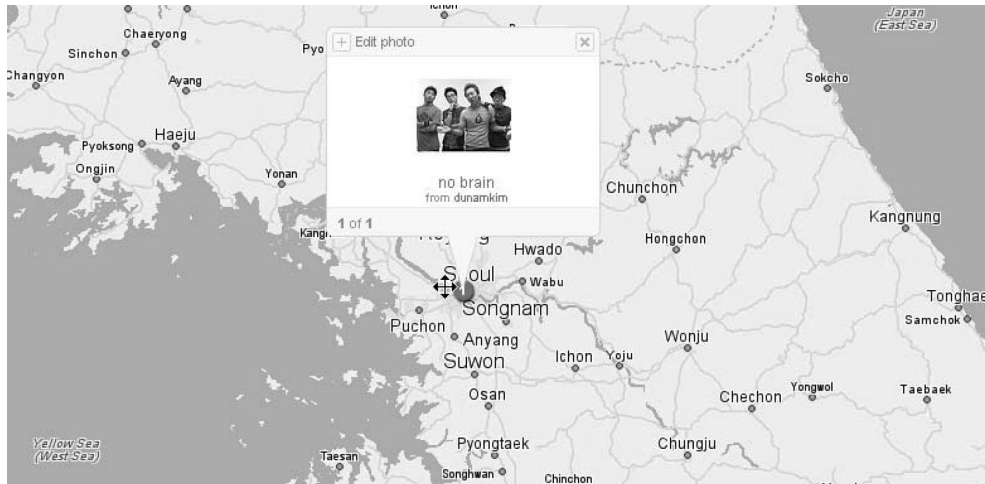 Ichon
Japan
(East Sea)
Chaeryong
Sinchon
Pyo
Edit photo
Changyon
Ayang
Sokcho
Haeju
Pyoksong
Ongjin
Yonan
no brain
from dunamkim
1 of 1
Chunchon
Kangnung
Hongchon
Hwado
Seoul
Wabu
Songnam
Tonghae
Samchok
Puchon
Anyang
Wonju
Suwon
Ichon
Yoju
Osan
Chechon
Yongwol
Taebaek
Yellow Sea
(West Sea)
Pyongtaek
Chungju
Taesan
Songhwan
Chinchon